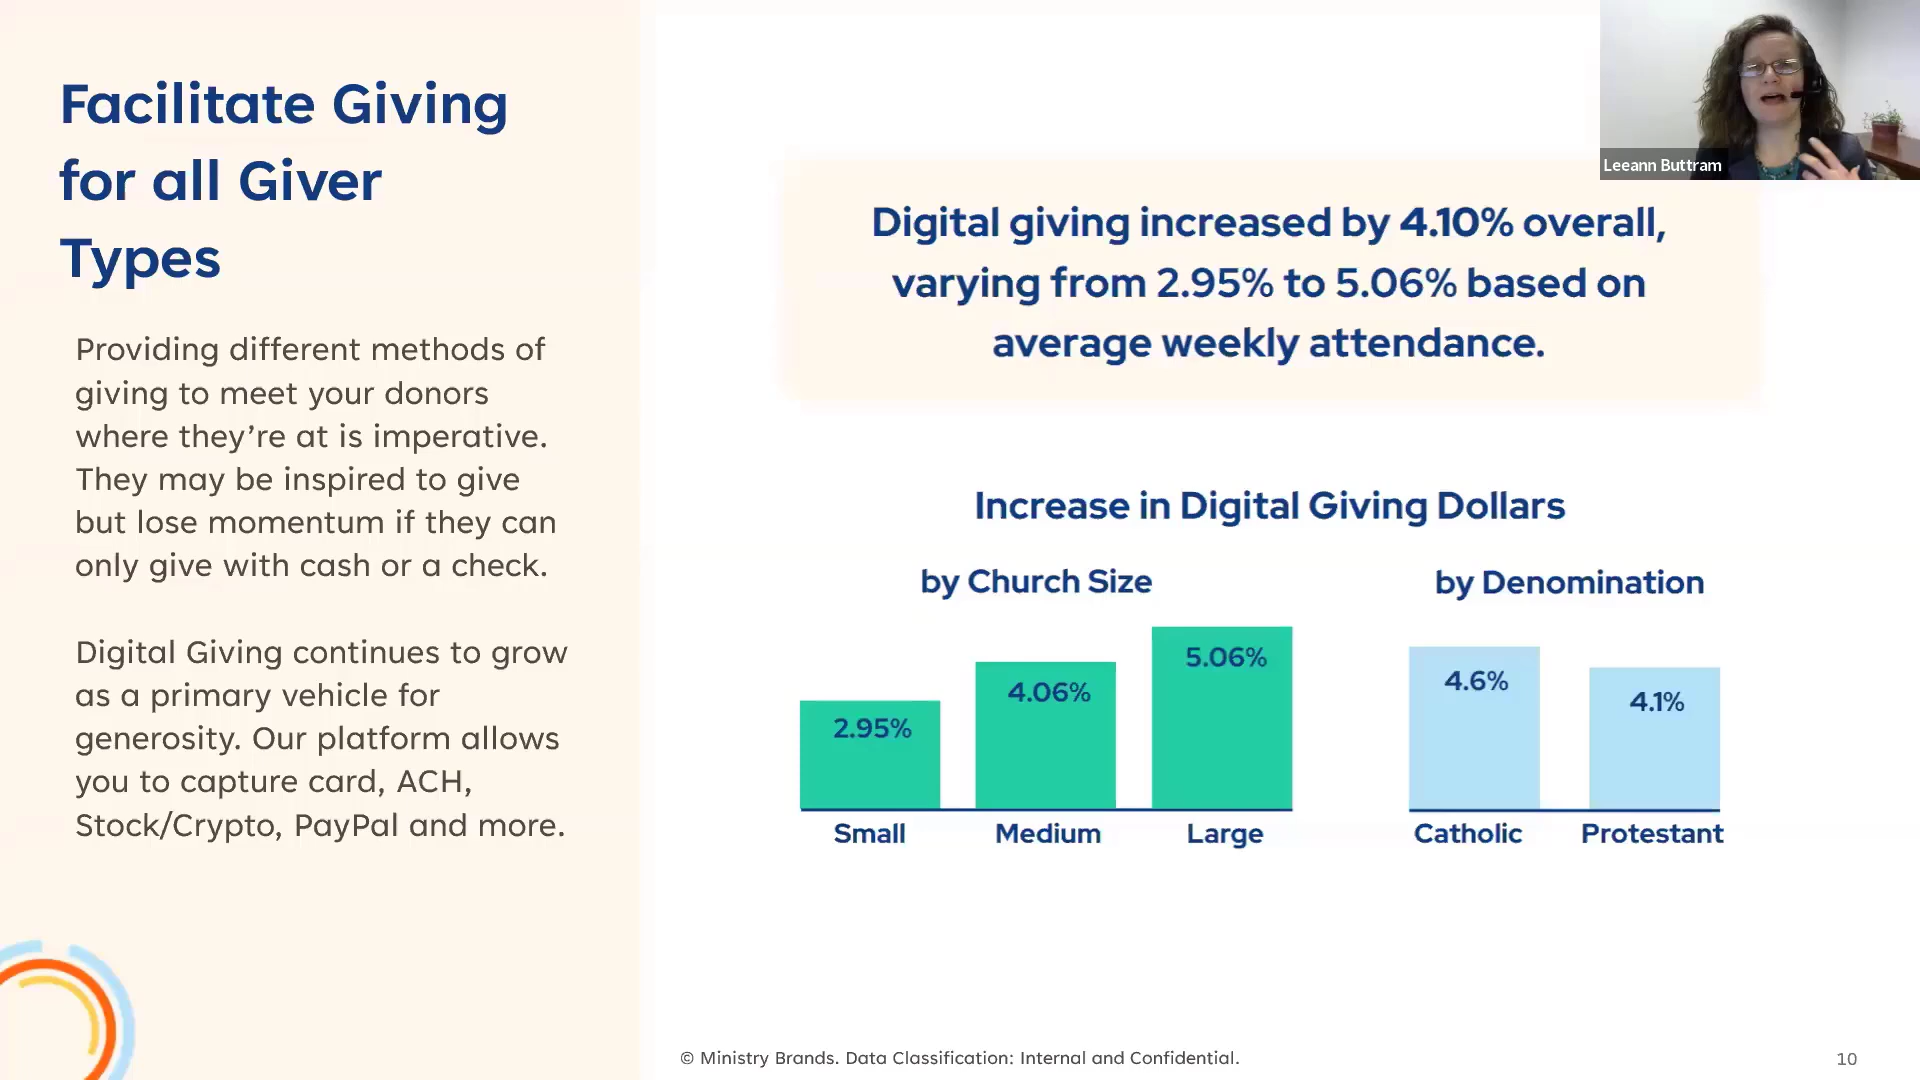 Facilitate Giving
for all Giver
Types
Providing different methods of
giving to meet your donors
where they’re at is imperative.
They may be inspired to give
but lose momentum if they can
only give with cash or a check.
Digital Giving continues to grow
as a primary vehicle for
generosity. Our platform allows
you to capture card, ACH,
Stock/Crypto, PayPal and more.
Leeann Buttram
Digital giving increased by 4.10% overall,
varying from 2.95% to 5.06% based on
average weekly attendance.
Increase in Digital Giving Dollars
by Church Size
2.95%
4.06%
5.06%
Small
Medium
Large
by Denomination
4.6%
4.1%
Catholic
Protestant
© Ministry Brands. Data Classification: Internal and Confidential.
10